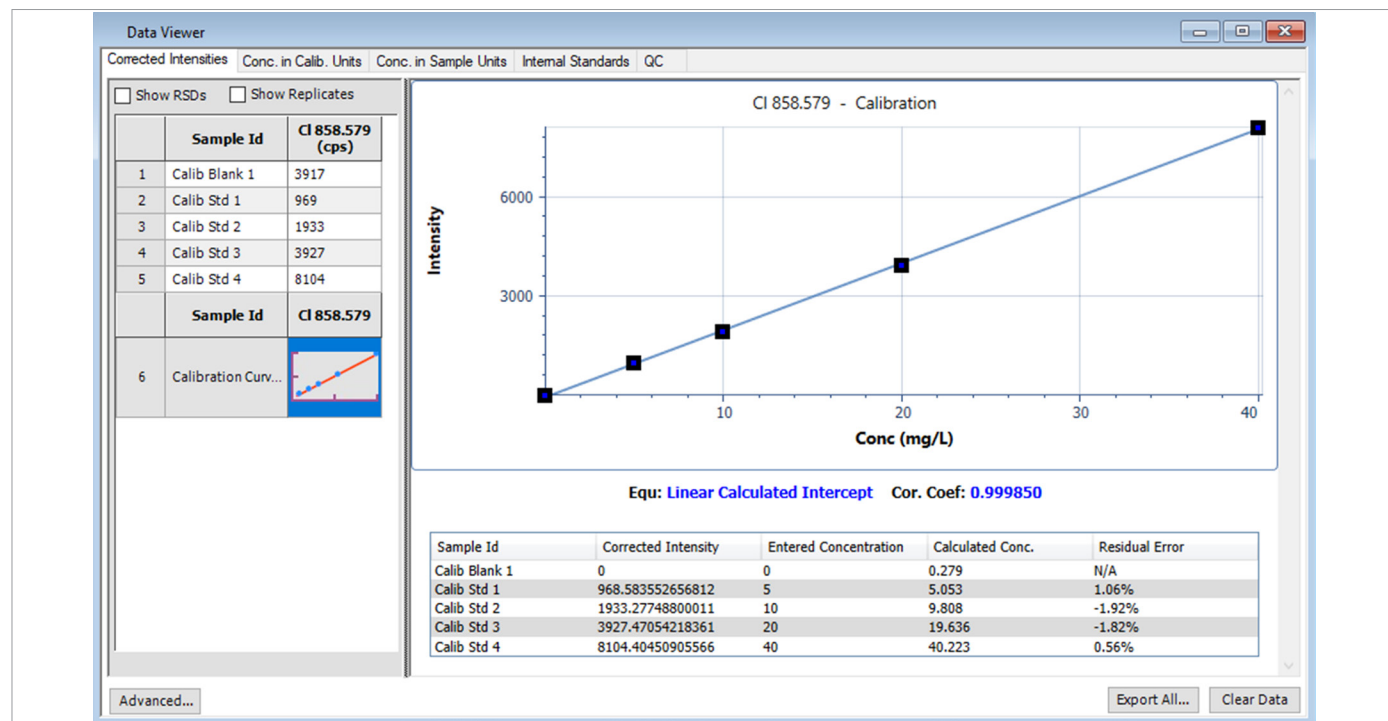 Data Viewer
Corrected Intensities Conc. in Calib. Units Conc. in Sample Units Internal Standards QC
Show RSDs Show Replicates
Sample Id Cl 858.579 (cps)
1 Calib Blank 1 3917
2 Calib Std 1 969
3 Calib Std 2 1933
4 Calib Std 3 3927
5 Calib Std 4 8104
Sample Id Cl 858.579
6 Calibration Curv...
Cl 858.579 - Calibration
Intensity
6000
3000
10 20 30 40
Conc (mg/L)
Equ: Linear Calculated Intercept Cor. Coef: 0.999850
Sample Id Corrected Intensity Entered Concentration Calculated Conc. Residual Error
Calib Blank 1 0 0 0.279 N/A
Calib Std 1 968.583552656812 5 5.053 1.06%
Calib Std 2 1933.27748800011 10 9.808 -1.92%
Calib Std 3 3927.47054218361 20 19.636 -1.82%
Calib Std 4 8104.40450905566 40 40.223 0.56%
Advanced... Export All... Clear Data